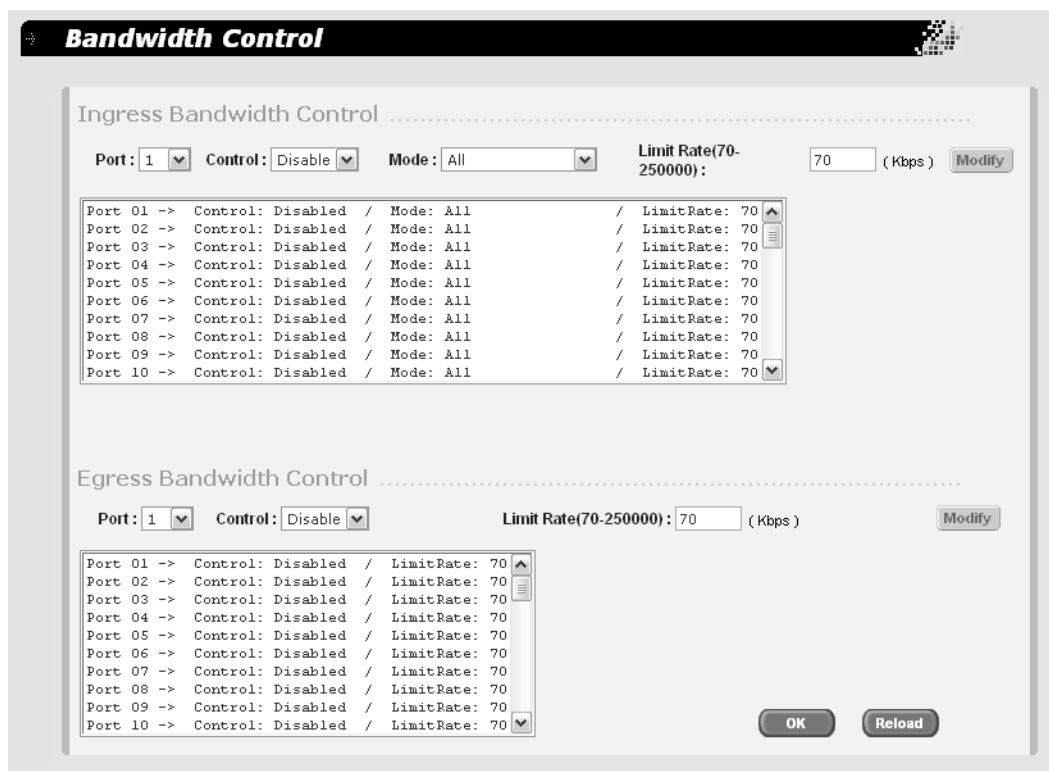 Bandwidth Control
Ingress Bandwidth Control
Port : 1 Control : Disable Mode : All Limit Rate(70-250000) : 70 ( Kbps ) Modify
Port 01 -> Control: Disabled / Mode: All / LimitRate: 70
Port 02 -> Control: Disabled / Mode: All / LimitRate: 70
Port 03 -> Control: Disabled / Mode: All / LimitRate: 70
Port 04 -> Control: Disabled / Mode: All / LimitRate: 70
Port 05 -> Control: Disabled / Mode: All / LimitRate: 70
Port 06 -> Control: Disabled / Mode: All / LimitRate: 70
Port 07 -> Control: Disabled / Mode: All / LimitRate: 70
Port 08 -> Control: Disabled / Mode: All / LimitRate: 70
Port 09 -> Control: Disabled / Mode: All / LimitRate: 70
Port 10 -> Control: Disabled / Mode: All / LimitRate: 70
Egress Bandwidth Control
Port : 1 Control : Disable Limit Rate(70-250000) : 70 ( Kbps ) Modify
Port 01 -> Control: Disabled / LimitRate: 70
Port 02 -> Control: Disabled / LimitRate: 70
Port 03 -> Control: Disabled / LimitRate: 70
Port 04 -> Control: Disabled / LimitRate: 70
Port 05 -> Control: Disabled / LimitRate: 70
Port 06 -> Control: Disabled / LimitRate: 70
Port 07 -> Control: Disabled / LimitRate: 70
Port 08 -> Control: Disabled / LimitRate: 70
Port 09 -> Control: Disabled / LimitRate: 70
Port 10 -> Control: Disabled / LimitRate: 70
OK Reload